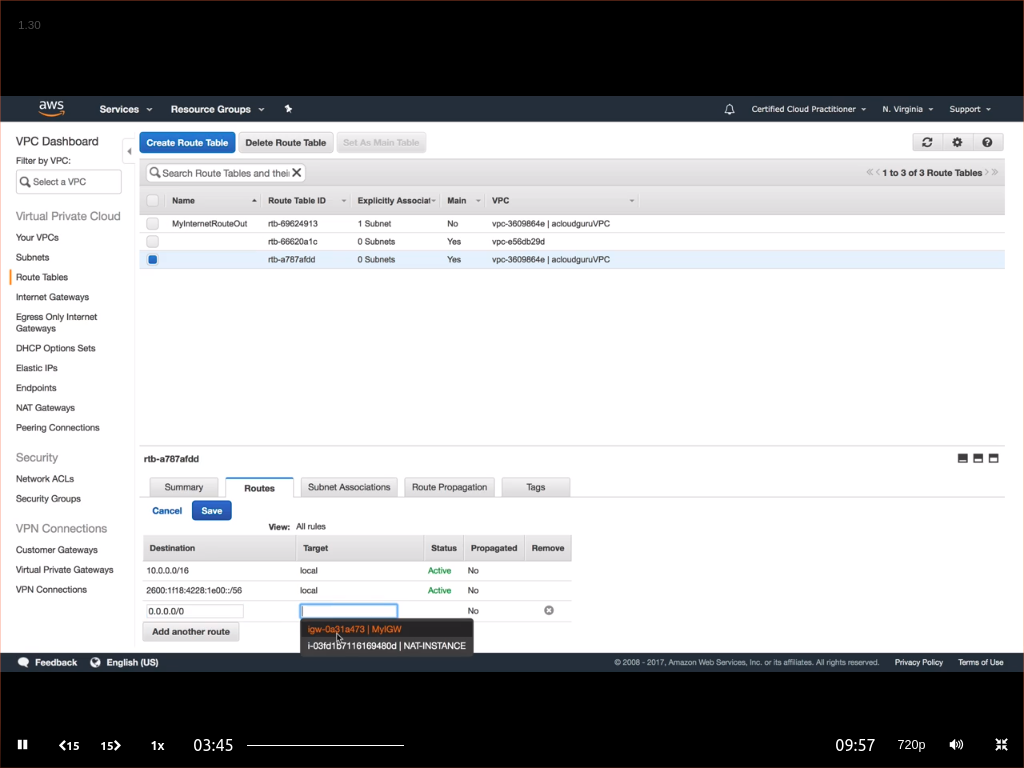 1.30
aws Services Resource Groups Certified Cloud Practitioner N. Virginia Support
VPC Dashboard
Filter by VPC:
Select a VPC
Virtual Private Cloud
Your VPCs
Subnets
Route Tables
Internet Gateways
Egress Only Internet
Gateways
DHCP Options Sets
Elastic IPs
Endpoints
NAT Gateways
Peering Connections
Security
Network ACLs
Security Groups
VPN Connections
Customer Gateways
Virtual Private Gateways
VPN Connections
Create Route Table Delete Route Table Set As Main Table
Search Route Tables and thei 1 to 3 of 3 Route Tables
Name Route Table ID Explicitly Associat Main VPC
MyInternetRouteOut rtb-69624913 1 Subnet No vpc-3609864e | acloudguruVPC
rtb-66620a1c 0 Subnets Yes vpc-e56db29d
rtb-a787afdd 0 Subnets Yes vpc-3609864e | acloudguruVPC
rtb-a787afdd
Summary Routes Subnet Associations Route Propagation Tags
Cancel Save
View: All rules
Destination Target Status Propagated Remove
10.0.0.0/16 local Active No
2600:1f18:4228:1e00::/56 local Active No
0.0.0.0/0 No
igw-0a31a473 | MyIGW
Add another route
i-03fd1b7116169480d | NAT-INSTANCE
Feedback English (US) © 2008 - 2017, Amazon Web Services, Inc. or its affiliates. All rights reserved. Privacy Policy Terms of Use
15 15 1x 03:45 09:57 720p